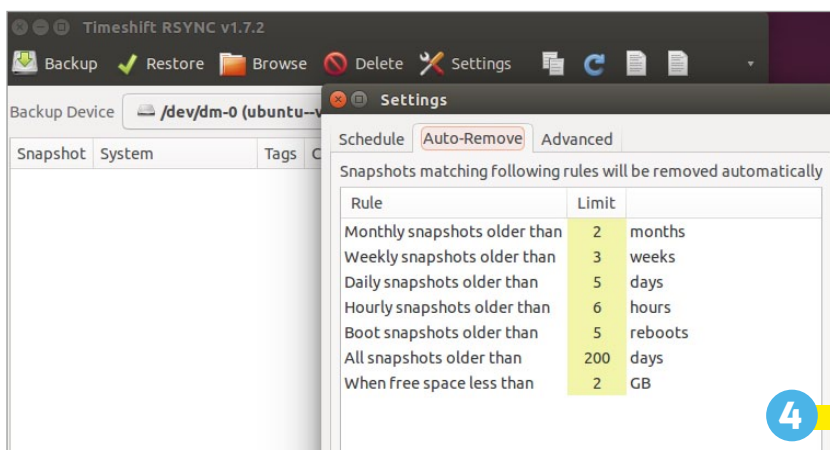 Timeshift RSYNC v1.7.2
Backup Restore Browse Delete Settings
Backup Device /dev/dm-0 (ubuntu--v
Snapshot System Tags C
Settings
Schedule Auto-Remove Advanced
Snapshots matching following rules will be removed automatically
Rule Limit
Monthly snapshots older than 2 months
Weekly snapshots older than 3 weeks
Daily snapshots older than 5 days
Hourly snapshots older than 6 hours
Boot snapshots older than 5 reboots
All snapshots older than 200 days
When free space less than 2 GB
4